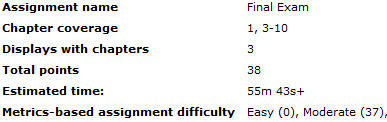 Assignment name Final Exam
Chapter coverage 1, 3-10
Displays with chapters 3
Total points 38
Estimated time: 55m 43s+
Metrics-based assignment difficulty Easy (0), Moderate (37),